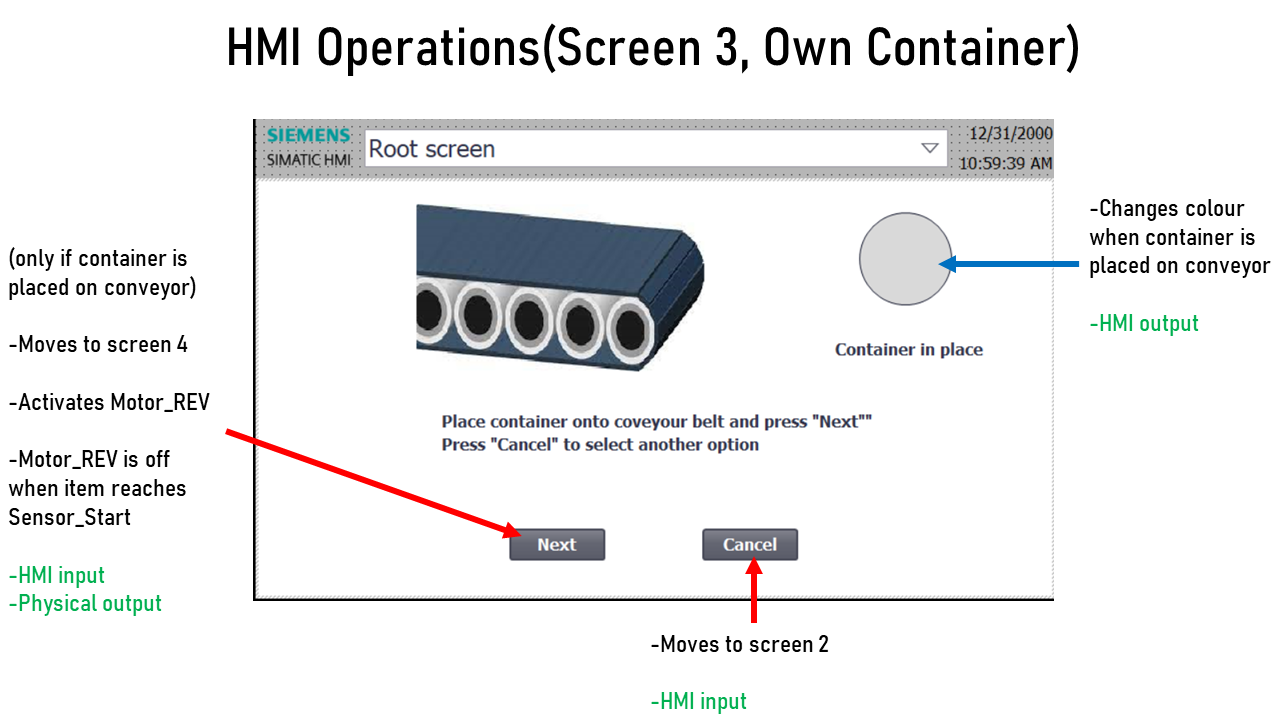 HMI Operations(Screen 3, Own Container)
SIEMENS
SIMATIC HMI
Root screen
12/31/2000
10:59:39 AM
(only if container is
placed on conveyor)
-Moves to screen 4
-Activates Motor_REV
-Motor_REV is off
when item reaches
Sensor_Start
-HMI input
-Physical output
Container in place
Place container onto coveyour belt and press "Next""
Press "Cancel" to select another option
Next
Cancel
-Changes colour
when container is
placed on conveyor
-HMI output
-Moves to screen 2
-HMI input